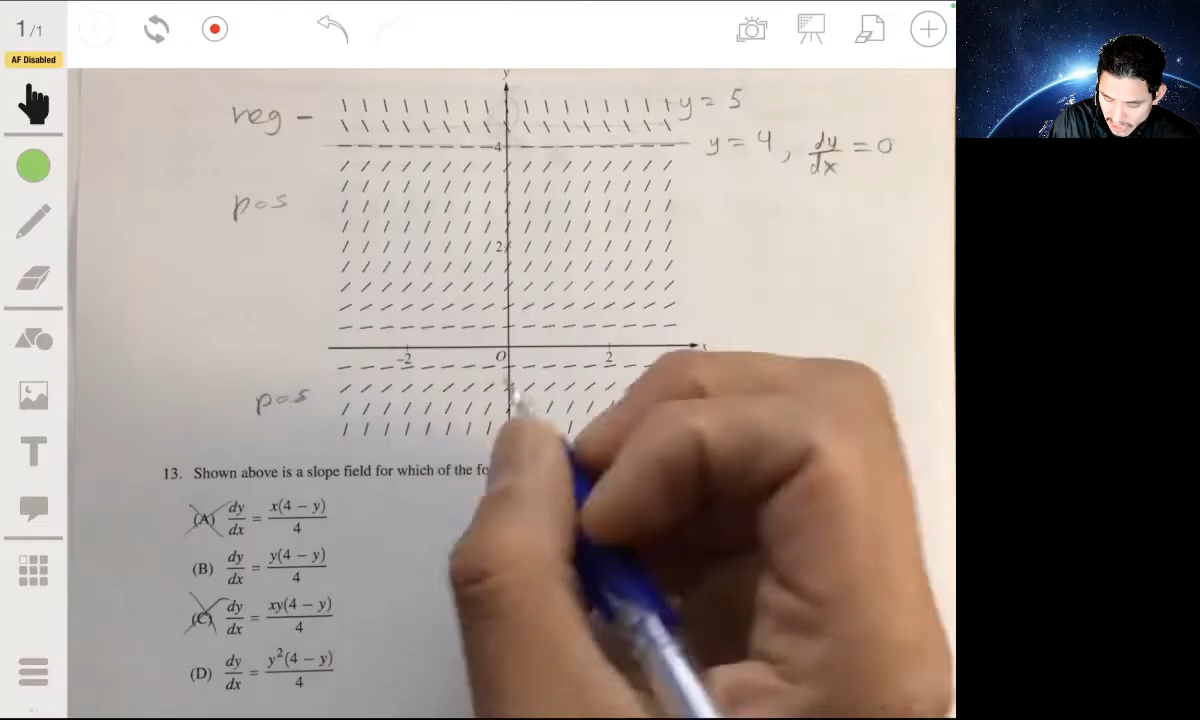 1/1
AF Disabled
y
neg -
y = 5
4
y = 4, dy/dx = 0
pos
2
-2
O
2
x
pos
13. Shown above is a slope field for which of the fo
(A) dy/dx = x(4 − y)/4
(B) dy/dx = y(4 − y)/4
(C) dy/dx = xy(4 − y)/4
(D) dy/dx = y²(4 − y)/4
T